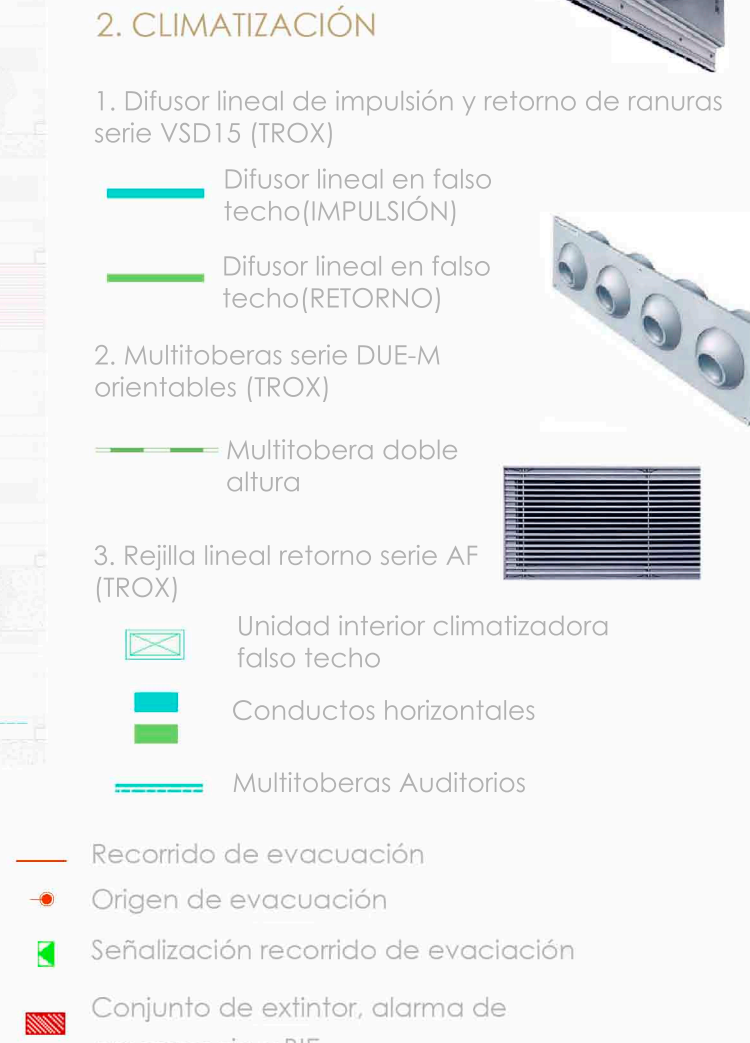 2. CLIMATIZACIÓN
1. Difusor lineal de impulsión y retorno de ranuras
serie VSD15 (TROX)
Difusor lineal en falso
techo(IMPULSIÓN)
Difusor lineal en falso
techo(RETORNO)
2. Multitoberas serie DUE-M
orientables (TROX)
Multitobera doble
altura
3. Rejilla lineal retorno serie AF
(TROX)
Unidad interior climatizadora
falso techo
Conductos horizontales
Multitoberas Auditorios
Recorrido de evacuación
Origen de evacuación
Señalización recorrido de evaciación
Conjunto de extintor, alarma de